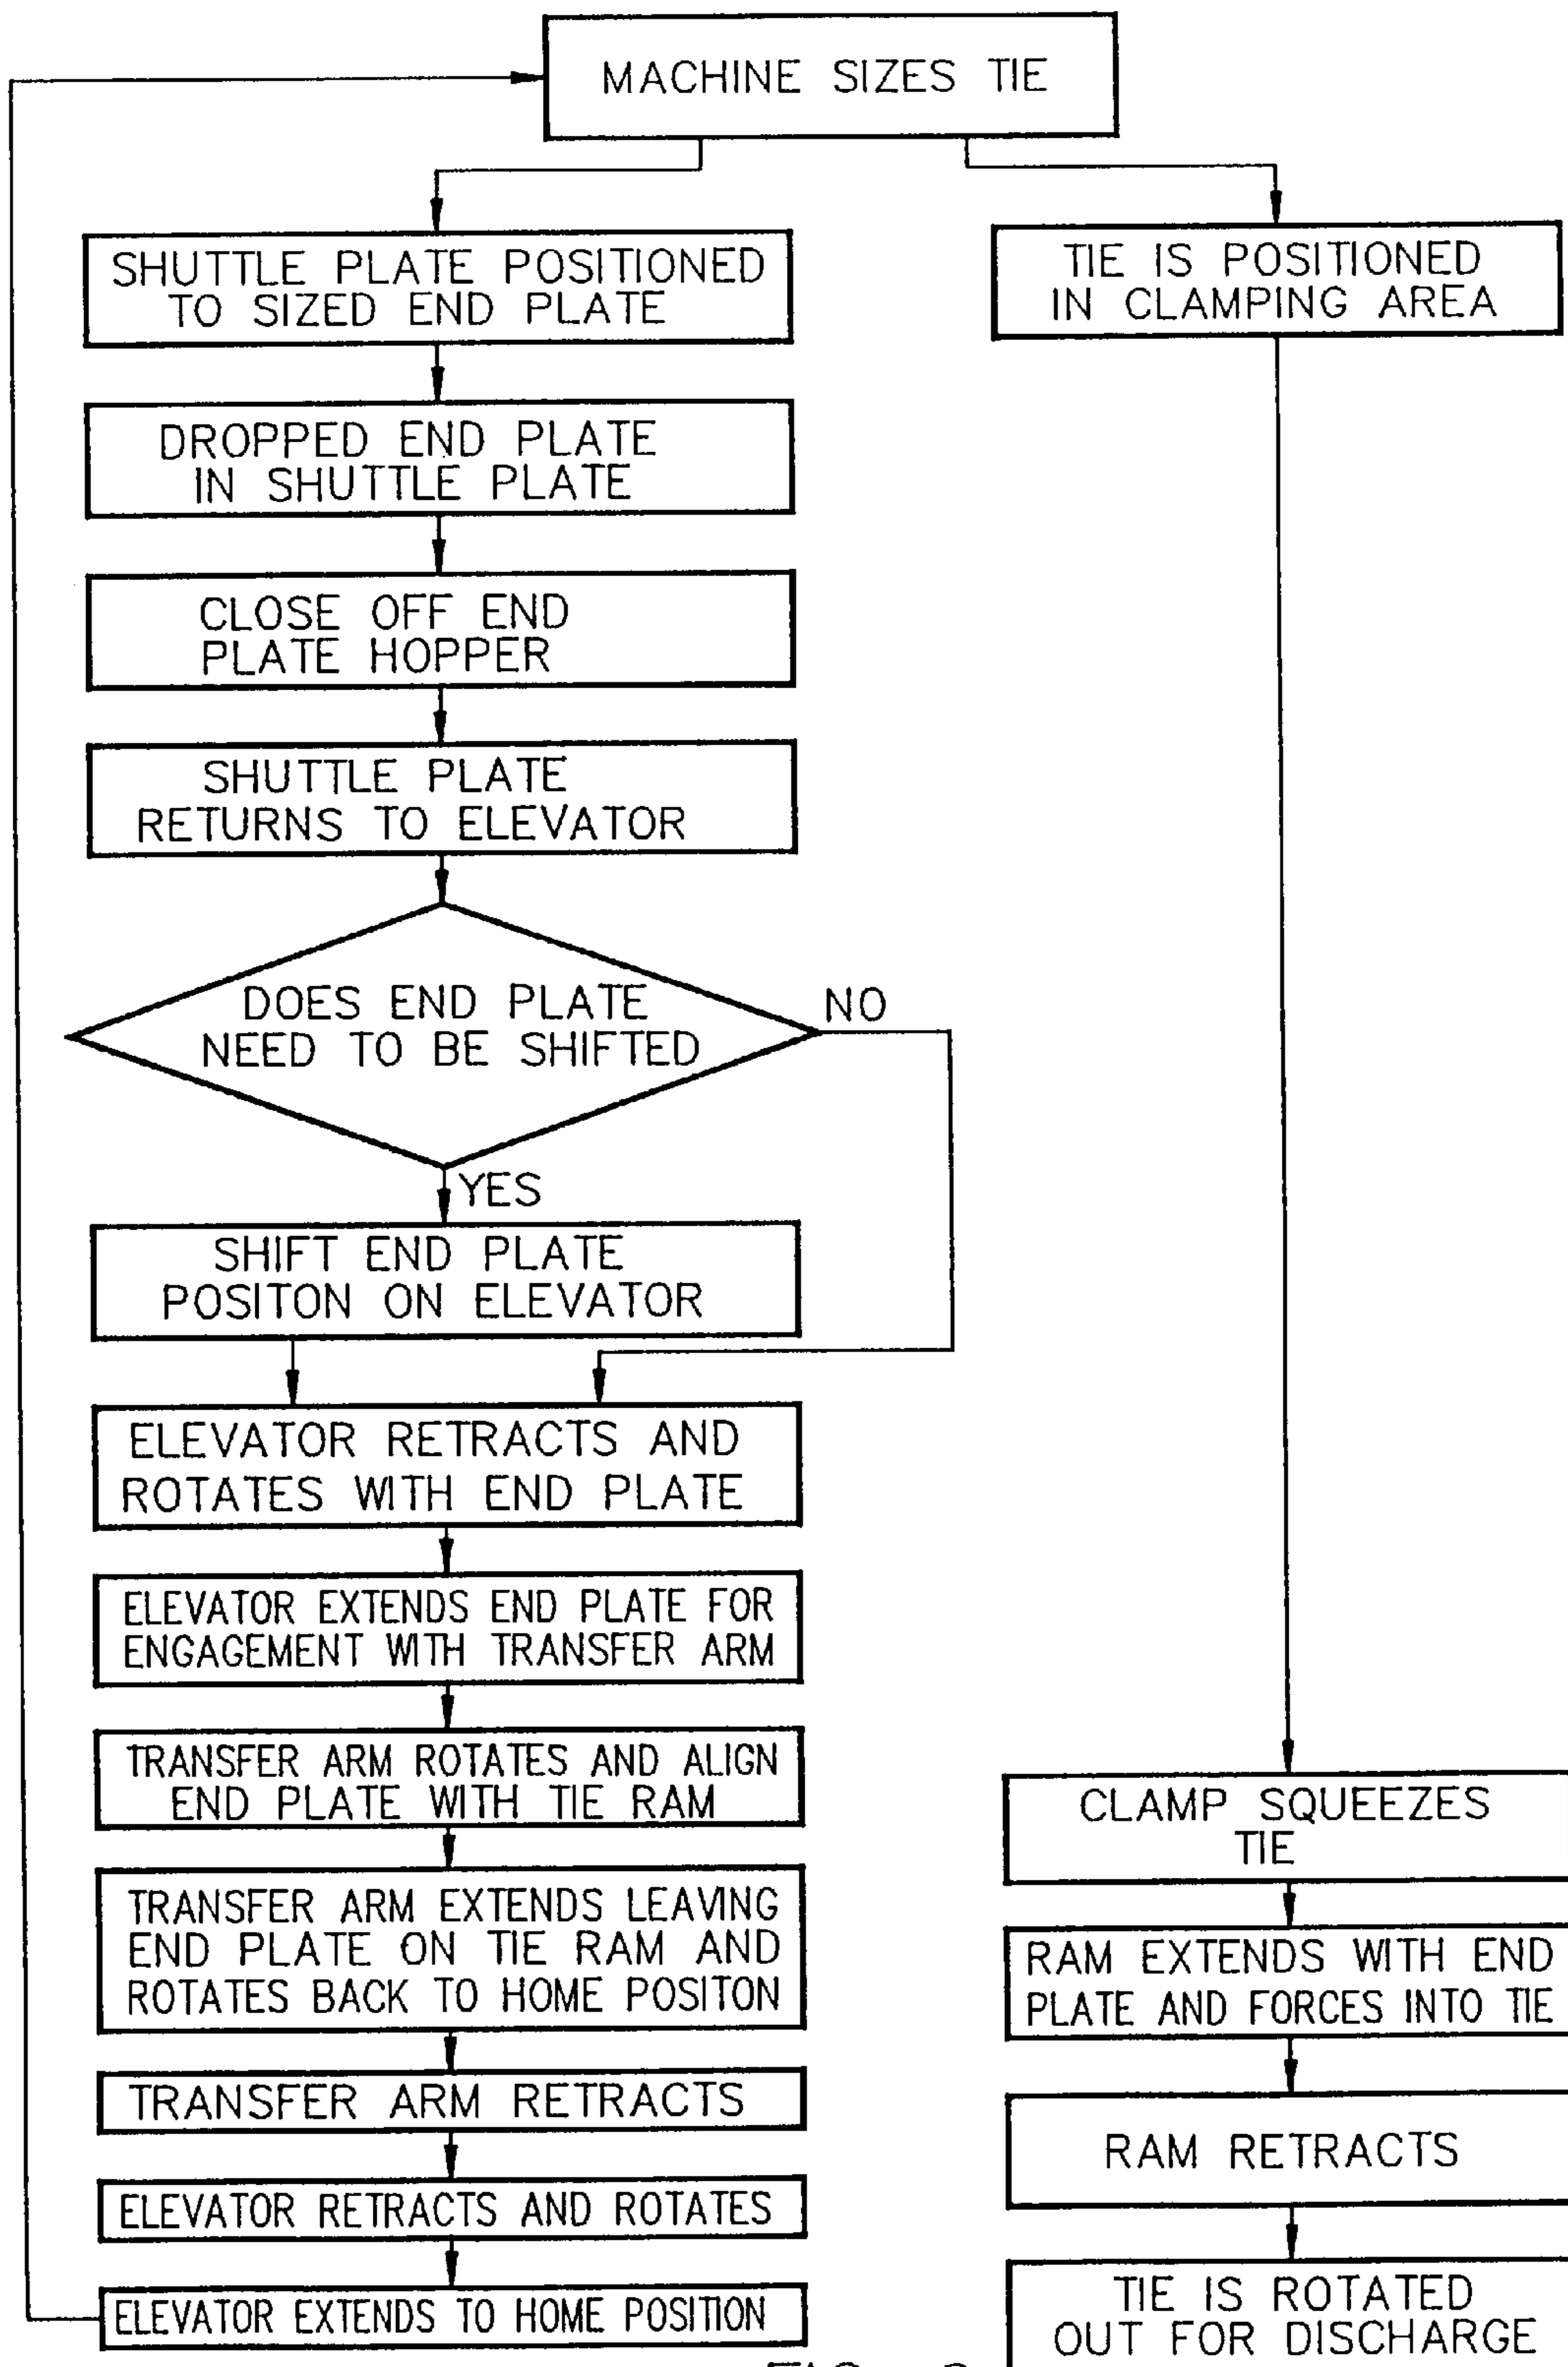 MACHINE SIZES TIE
SHUTTLE PLATE POSITIONED
TO SIZED END PLATE
DROPPED END PLATE
IN SHUTTLE PLATE
CLOSE OFF END
PLATE HOPPER
SHUTTLE PLATE
RETURNS TO ELEVATOR
DOES END PLATE
NEED TO BE SHIFTED
NO
YES
SHIFT END PLATE
POSITON ON ELEVATOR
ELEVATOR RETRACTS AND
ROTATES WITH END PLATE
ELEVATOR EXTENDS END PLATE FOR
ENGAGEMENT WITH TRANSFER ARM
TRANSFER ARM ROTATES AND ALIGN
END PLATE WITH TIE RAM
TRANSFER ARM EXTENDS LEAVING
END PLATE ON TIE RAM AND
ROTATES BACK TO HOME POSITON
TRANSFER ARM RETRACTS
ELEVATOR RETRACTS AND ROTATES
ELEVATOR EXTENDS TO HOME POSITION
TIE IS POSITIONED
IN CLAMPING AREA
CLAMP SQUEEZES
TIE
RAM EXTENDS WITH END
PLATE AND FORCES INTO TIE
RAM RETRACTS
TIE IS ROTATED
OUT FOR DISCHARGE